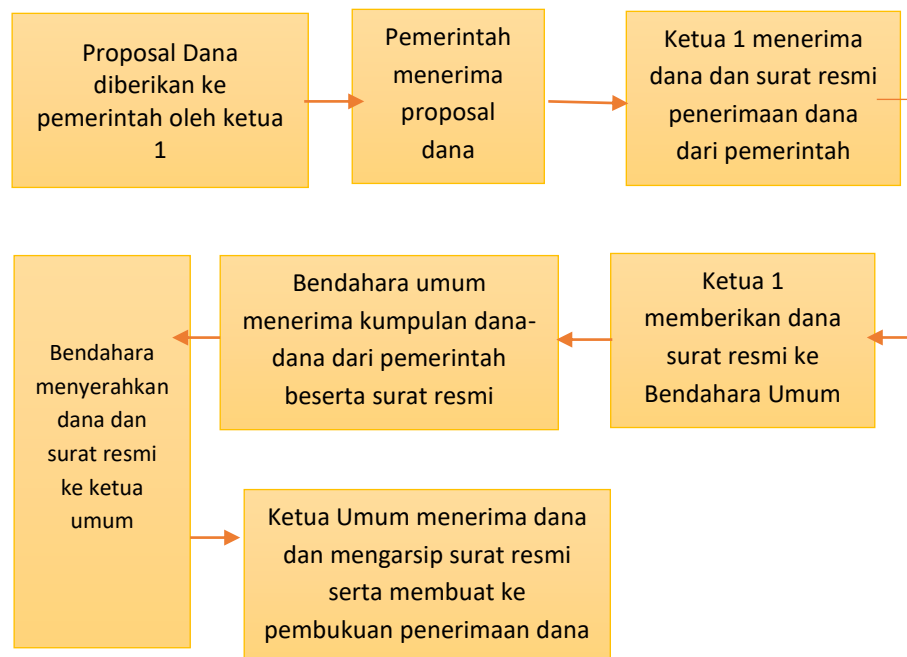 Proposal Dana
diberikan ke
pemerintah oleh ketua
1
Pemerintah
menerima
proposal
dana
Ketua 1 menerima
dana dan surat resmi
penerimaan dana
dari pemerintah
Ketua 1
memberikan dana
surat resmi ke
Bendahara Umum
Bendahara umum
menerima kumpulan dana-
dana dari pemerintah
beserta surat resmi
Bendahara
menyerahkan
dana dan
surat resmi
ke ketua
umum
Ketua Umum menerima dana
dan mengarsip surat resmi
serta membuat ke
pembukuan penerimaan dana